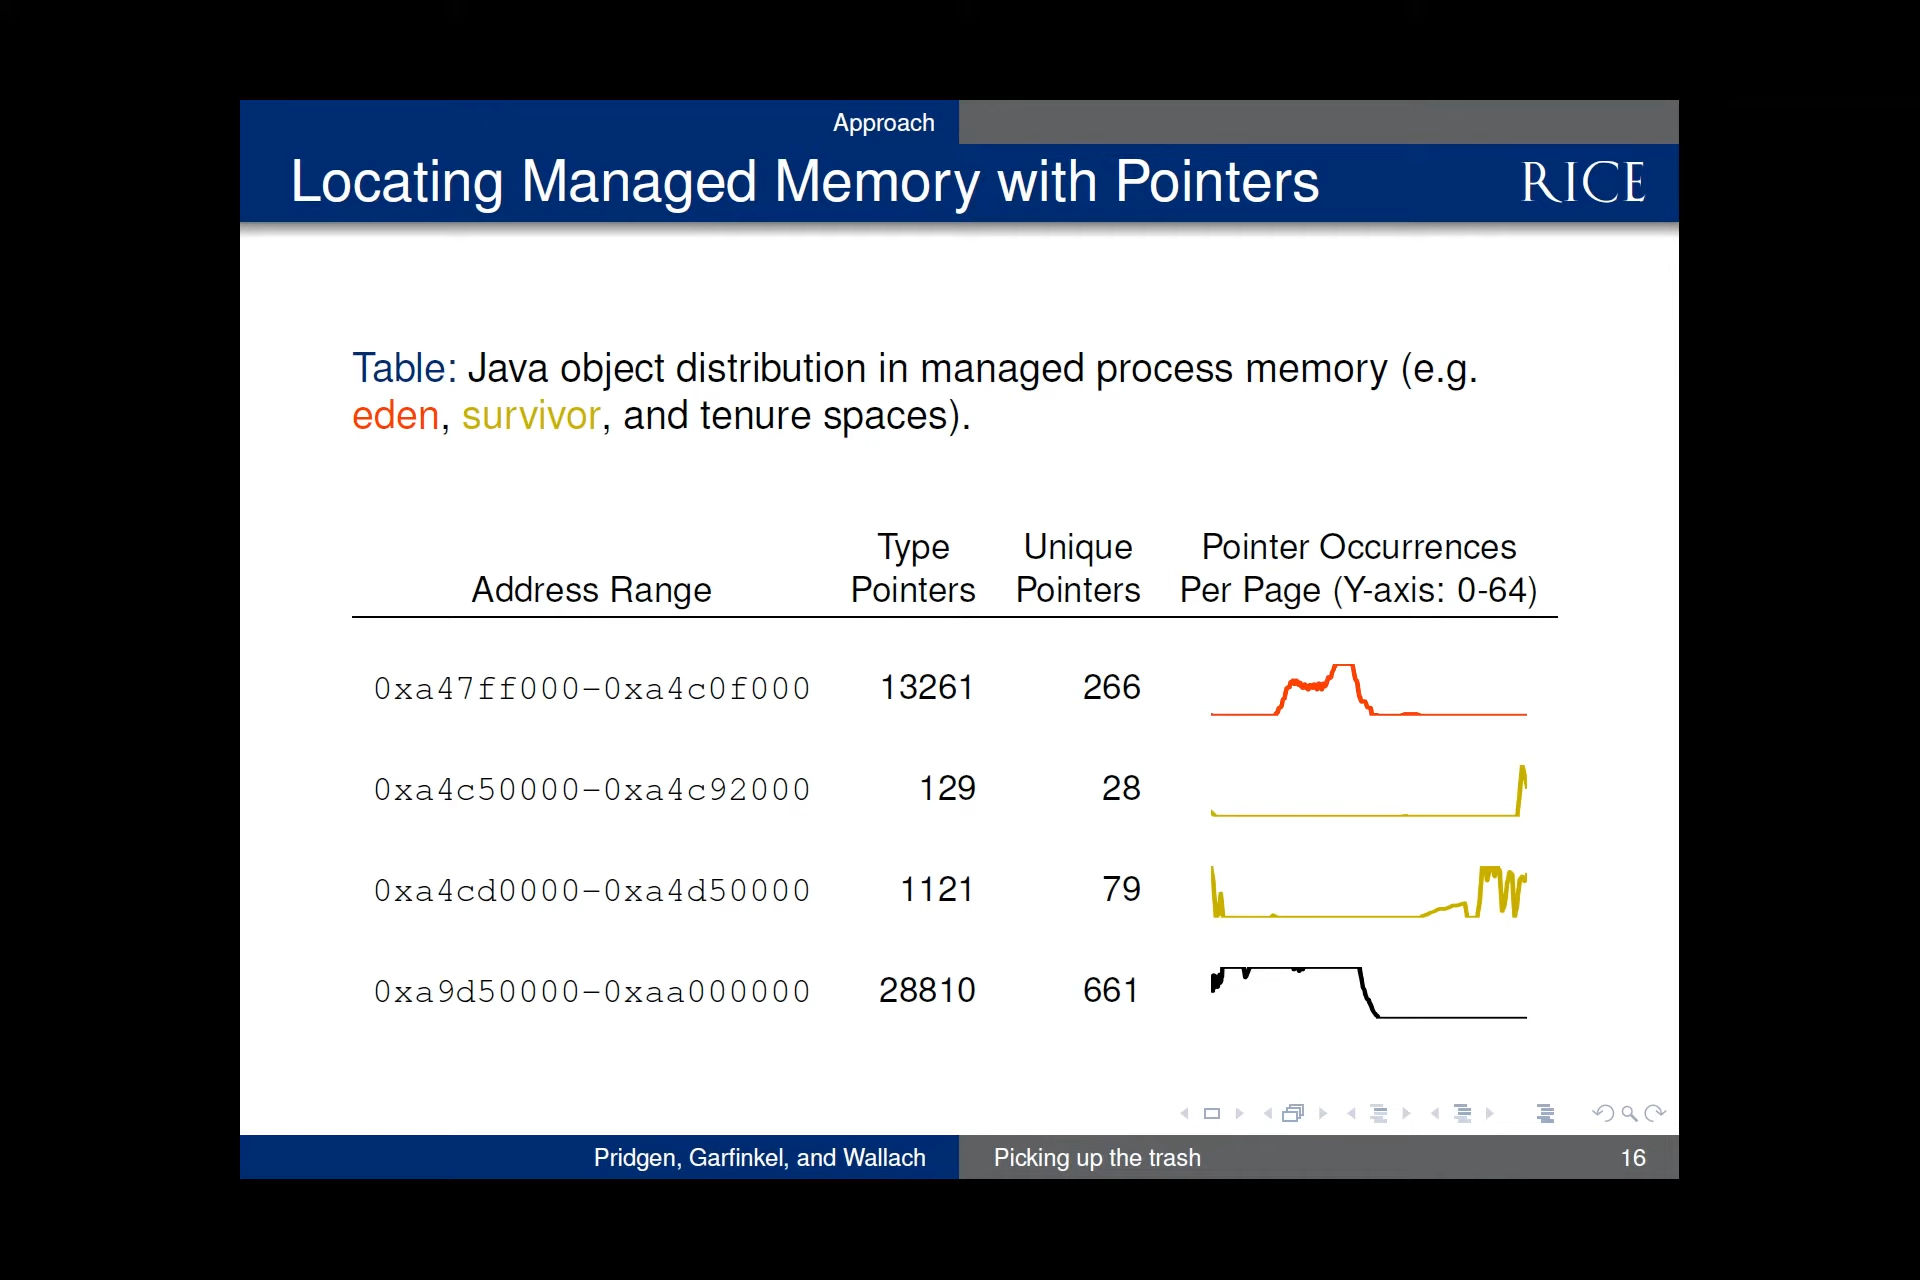 Approach
Locating Managed Memory with Pointers
RICE
Table: Java object distribution in managed process memory (e.g.
eden, survivor, and tenure spaces).
Address Range Type Pointers Unique Pointers Pointer Occurrences Per Page (Y-axis: 0-64)
0xa47ff000-0xa4c0f000 13261 266
0xa4c50000-0xa4c92000 129 28
0xa4cd0000-0xa4d50000 1121 79
0xa9d50000-0xaa000000 28810 661
Pridgen, Garfinkel, and Wallach Picking up the trash 16